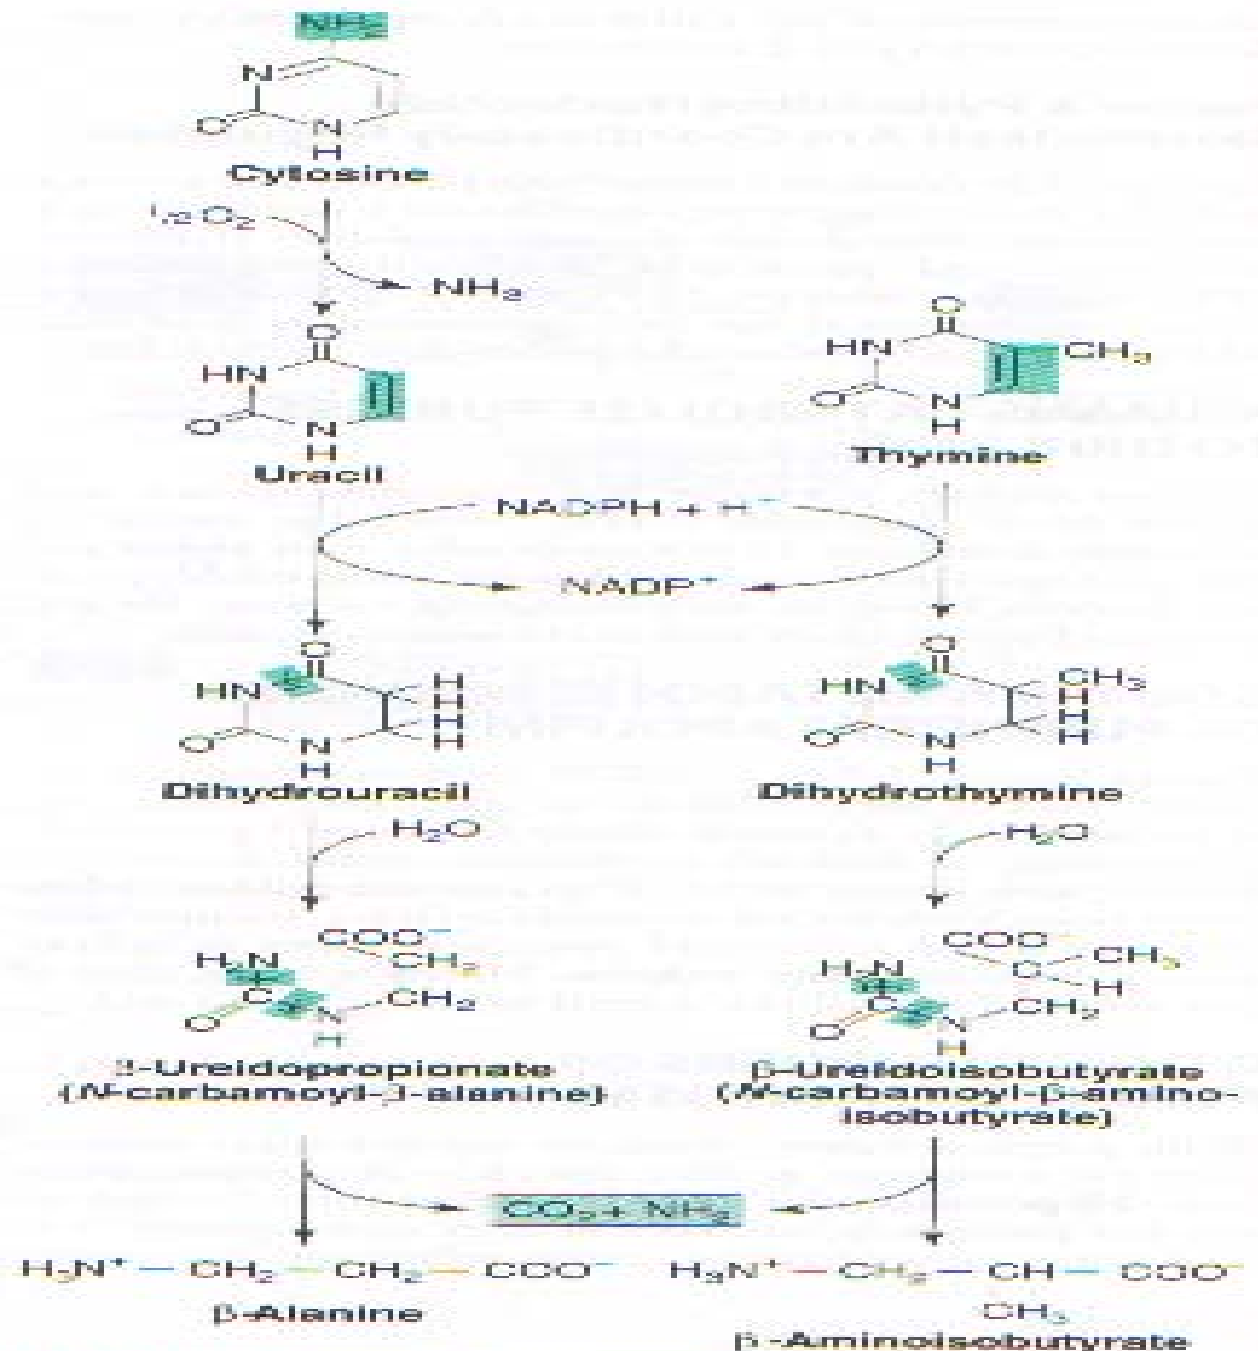 NH₂
N
O
N
H
Cytosine
½ O₂
NH₃
O
HN
O
N
H
Uracil
O
HN
CH₃
O
N
H
Thymine
NADPH + H⁺
NADP⁺
O
HN
H
H
H
H
O
N
H
Dihydrouracil
O
HN
CH₃
H
H
H
O
N
H
Dihydrothymine
H₂O
H₂O
COO⁻
H₂N
CH₂
C
CH₂
O
N
H
β-Ureidopropionate
(N-carbamoyl-β-alanine)
COO⁻
H₂N
C
CH₃
H
C
CH₂
O
N
H
β-Ureidoisobutyrate
(N-carbamoyl-β-amino-
isobutyrate)
CO₂ + NH₃
H₃N⁺ — CH₂ — CH₂ — COO⁻
β-Alanine
H₃N⁺ — CH₂ — CH — COO⁻
CH₃
β-Aminoisobutyrate